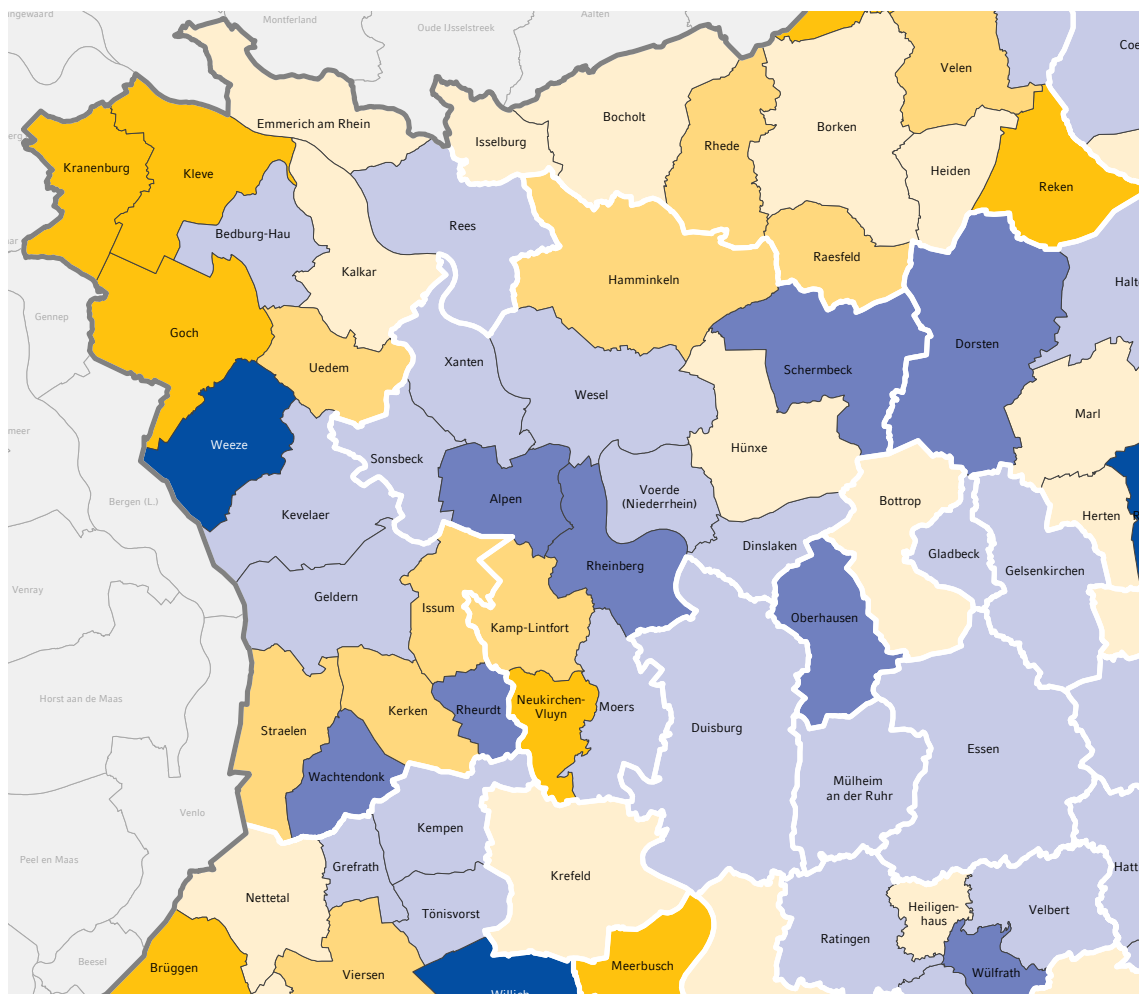 Montferland
Aalten
Oude IJsselstreek
Coe
Velen
Bocholt
Emmerich am Rhein
Borken
Isselburg
Rhede
Kranenburg
Kleve
Heiden
Reken
Rees
Bedburg-Hau
Raesfeld
Kalkar
Hamminkeln
Halt
Gennep
Goch
Dorsten
Xanten
Uedem
Schermbeck
Wesel
Marl
meer
Weeze
Hünxe
Sonsbeck
Voerde
(Niederrhein)
Alpen
Bergen (L.)
Bottrop
Kevelaer
Herten
R
Dinslaken
Gladbeck
Rheinberg
Gelsenkirchen
Venray
Geldern
Issum
Oberhausen
Kamp-Lintfort
Horst aan de Maas
Neukirchen-
Vluyn
Moers
Kerken
Rheurdt
Straelen
Duisburg
Essen
Wachtendonk
Mülheim
an der Ruhr
Venlo
Kempen
Peel en Maas
Grefrath
Hatt
Krefeld
Nettetal
Heiligen-
haus
Velbert
Tönisvorst
Ratingen
Beesel
Brüggen
Viersen
Meerbusch
Wülfrath
Willich